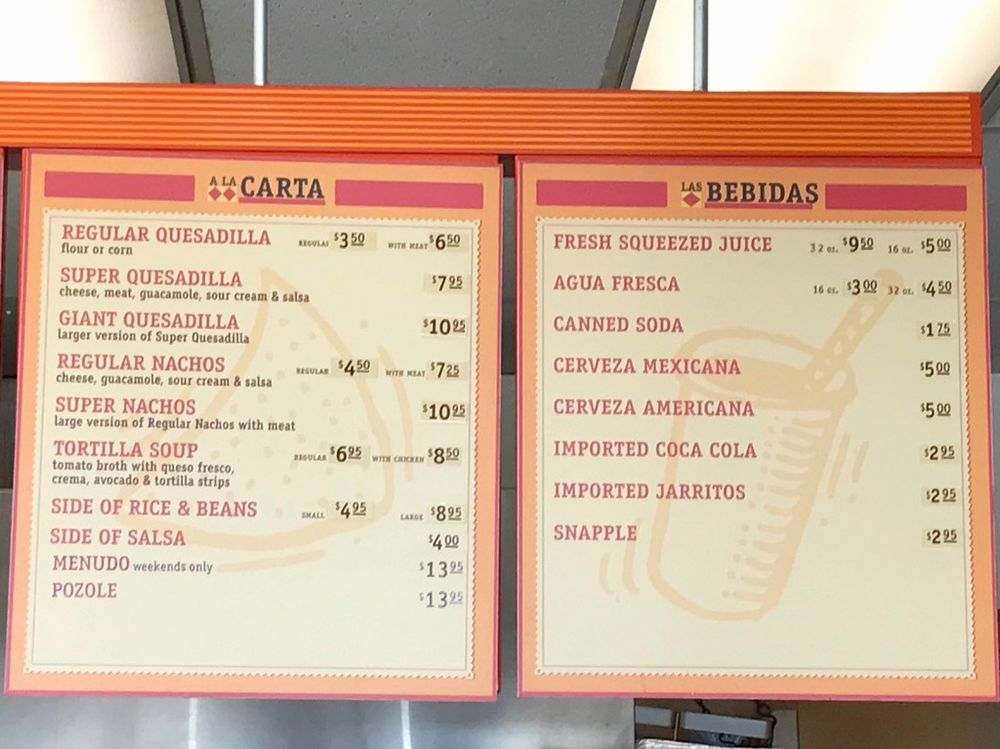 A LA CARTA
REGULAR QUESADILLA REGULAR $3.50 WITH MEAT $6.50
flour or corn
SUPER QUESADILLA $7.95
cheese, meat, guacamole, sour cream & salsa
GIANT QUESADILLA $10.95
larger version of Super Quesadilla
REGULAR NACHOS REGULAR $4.50 WITH MEAT $7.25
cheese, guacamole, sour cream & salsa
SUPER NACHOS $10.95
large version of Regular Nachos with meat
TORTILLA SOUP REGULAR $6.95 WITH CHICKEN $8.50
tomato broth with queso fresco,
crema, avocado & tortilla strips
SIDE OF RICE & BEANS SMALL $4.95 LARGE $8.95
SIDE OF SALSA $4.00
MENUDO weekends only $13.95
POZOLE $13.95
LAS BEBIDAS
FRESH SQUEEZED JUICE 32 oz. $9.50 16 oz. $5.00
AGUA FRESCA 16 oz. $3.00 32 oz. $4.50
CANNED SODA $1.75
CERVEZA MEXICANA $5.00
CERVEZA AMERICANA $5.00
IMPORTED COCA COLA $2.95
IMPORTED JARRITOS $2.95
SNAPPLE $2.95